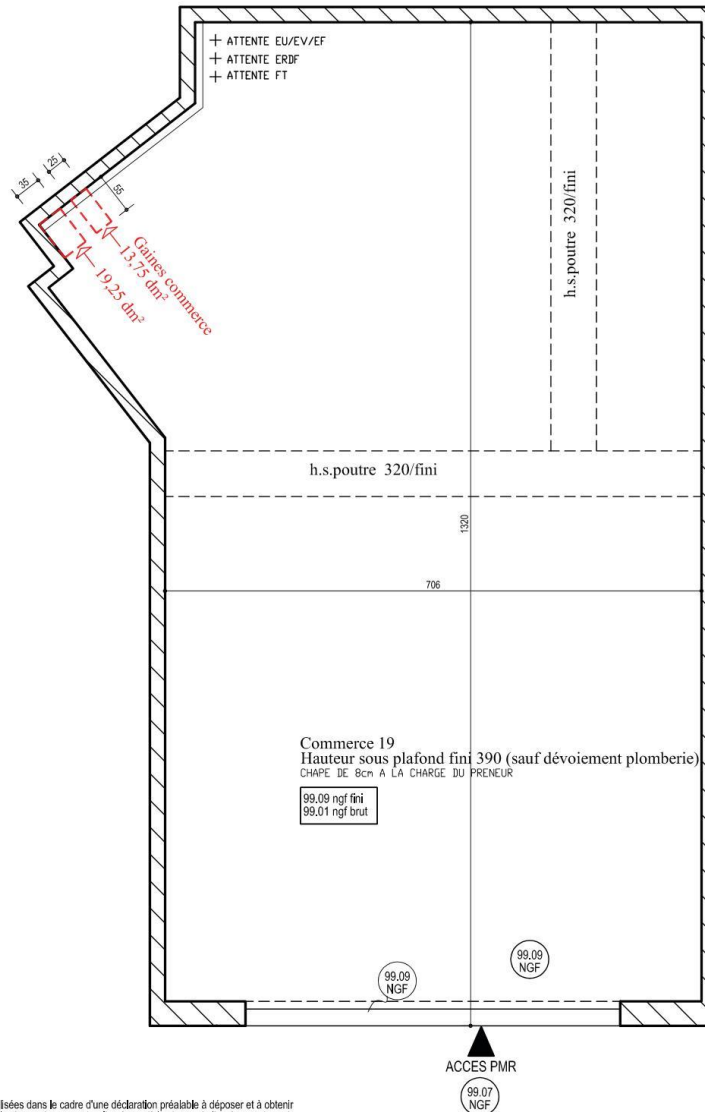 ATTENTE EU/EV/EF
ATTENTE ERDF
ATTENTE FT
35
25
55
Gaines commerce
13,75 dm²
19,25 dm²
h.s.poutre 320/fini
h.s.poutre 320/fini
1320
706
Commerce 19
Hauteur sous plafond fini 390 (sauf dévoiement plomberie)
CHAPE DE 8cm A LA CHARGE DU PRENEUR
99.09 ngf fini
99.01 ngf brut
99.09
NGF
99.09
NGF
ACCES PMR
99.07
NGF
lisées dans le cadre d'une déclaration préalable à déposer et à obtenir